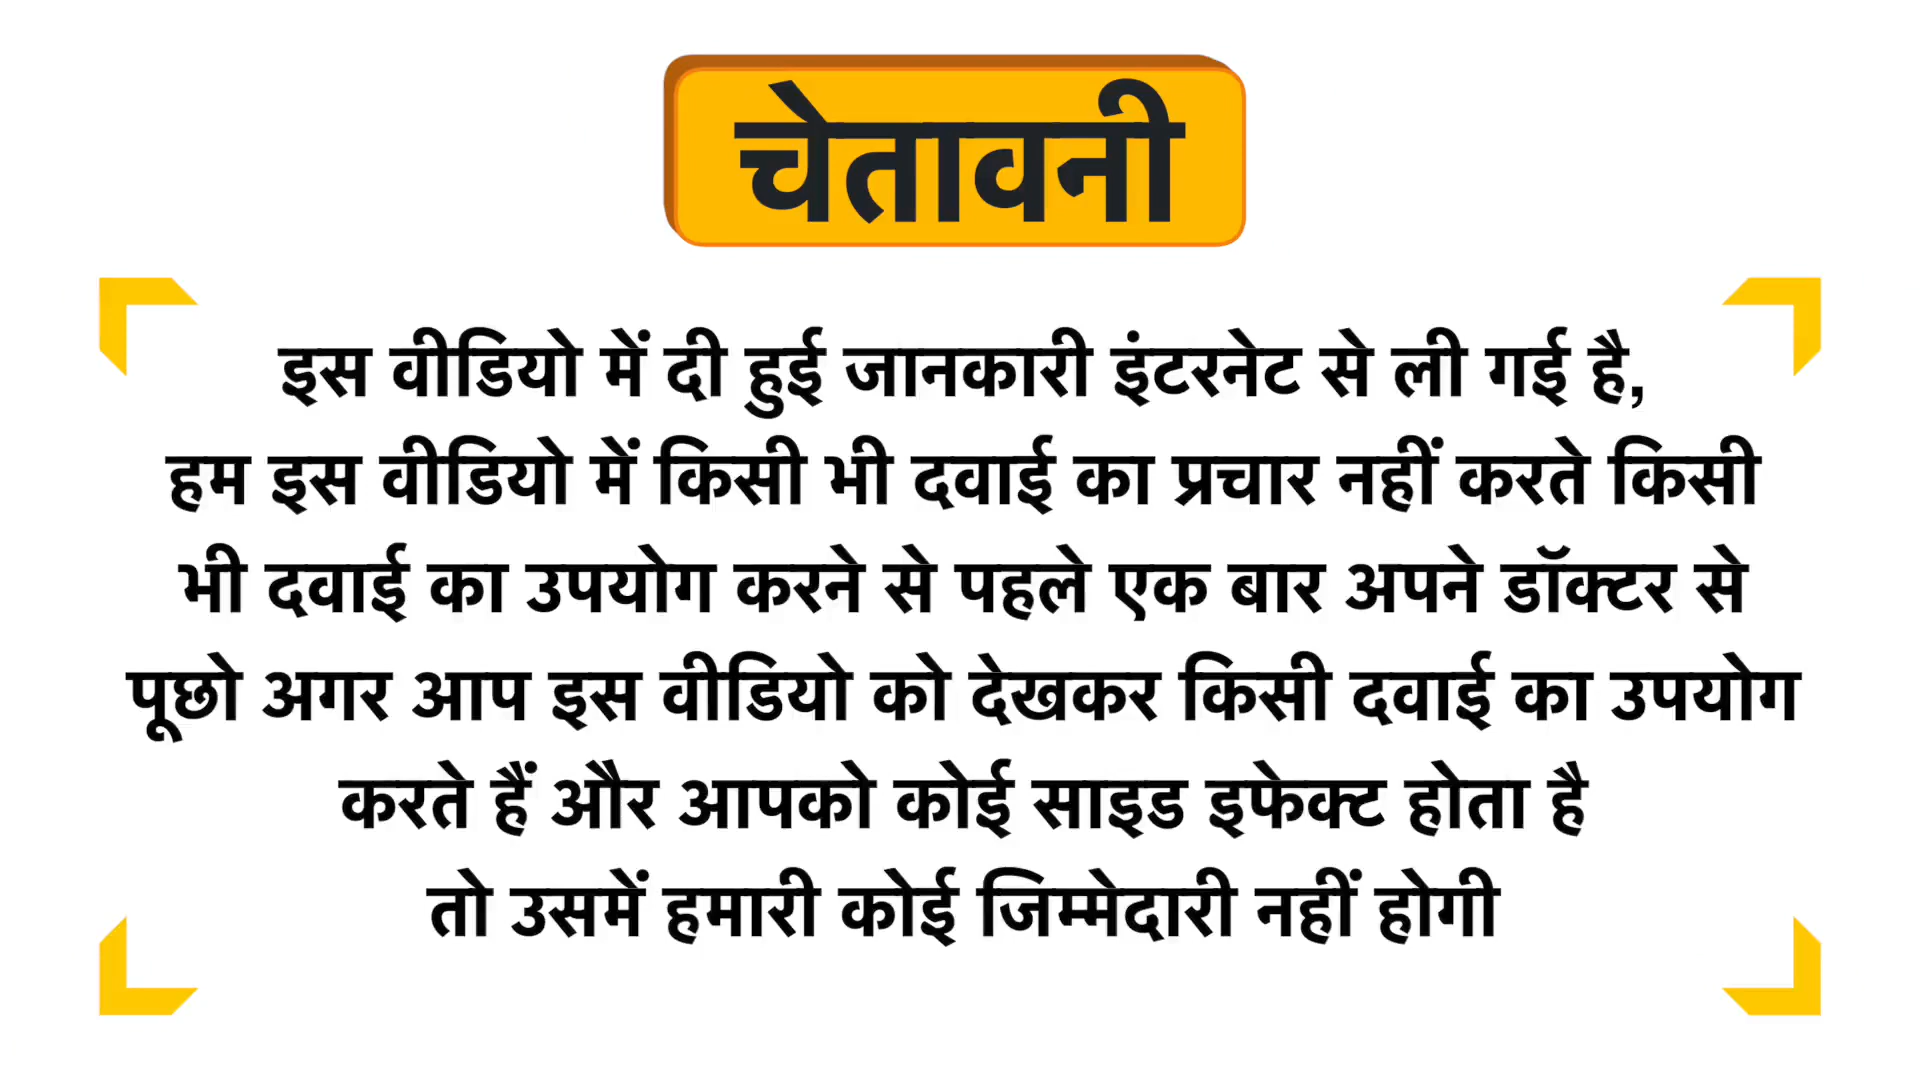 चेतावनी
इस वीडियो में दी हुई जानकारी इंटरनेट से ली गई है,
हम इस वीडियो में किसी भी दवाई का प्रचार नहीं करते किसी
भी दवाई का उपयोग करने से पहले एक बार अपने डॉक्टर से
पूछो अगर आप इस वीडियो को देखकर किसी दवाई का उपयोग
करते हैं और आपको कोई साइड इफेक्ट होता है
तो उसमें हमारी कोई जिम्मेदारी नहीं होगी